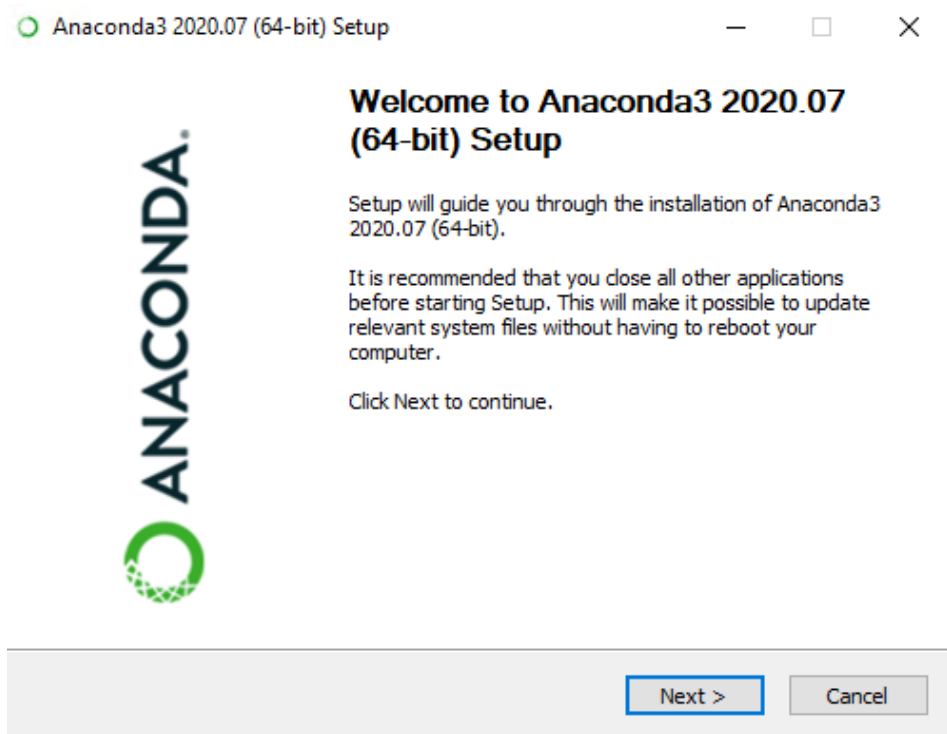 Anaconda3 2020.07 (64-bit) Setup
Welcome to Anaconda3 2020.07
(64-bit) Setup
ANACONDA.
Setup will guide you through the installation of Anaconda3
2020.07 (64-bit).
It is recommended that you close all other applications
before starting Setup. This will make it possible to update
relevant system files without having to reboot your
computer.
Click Next to continue.
Next >
Cancel